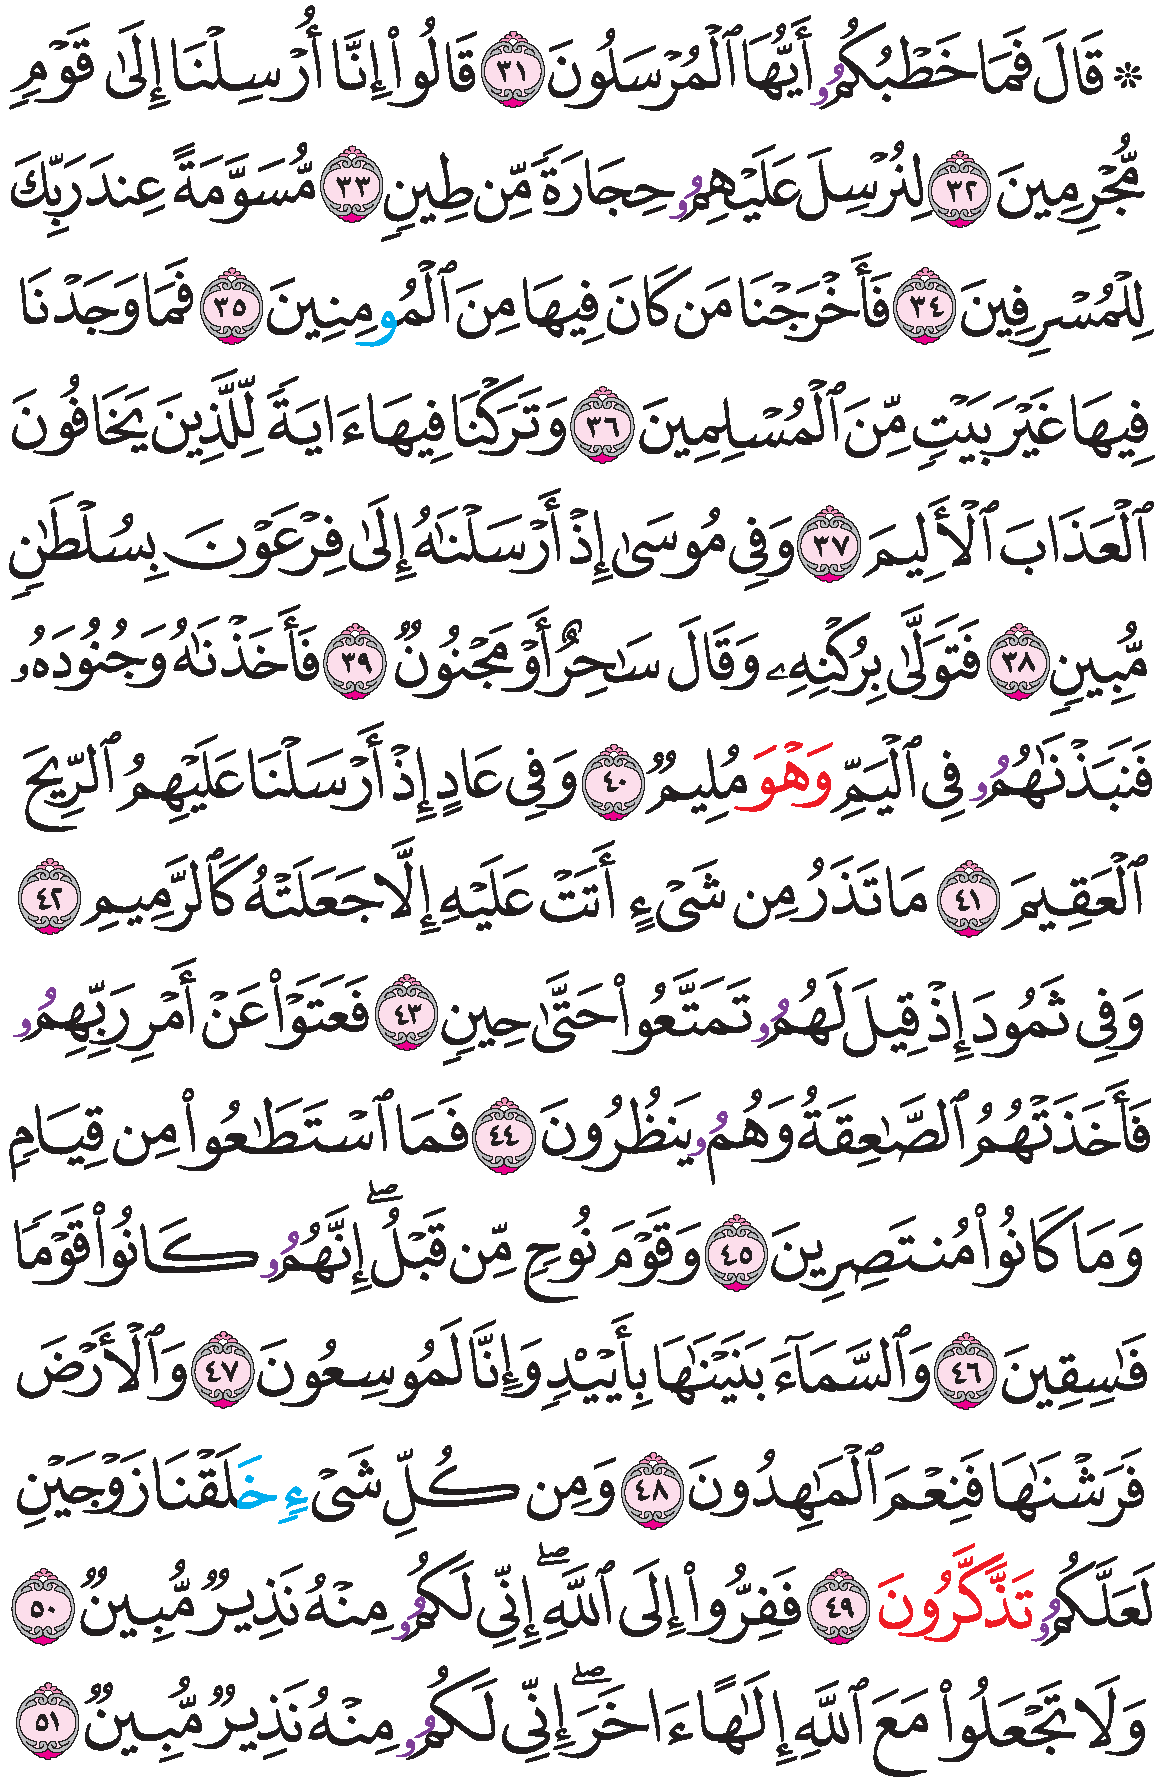 ۞ قَالَ فَمَا خَطْبُكُمُۥ أَيُّهَا ٱلْمُرْسَلُونَ ٣١ قَالُوا۟ إِنَّا أُرْسِلْنَا إِلَىٰ قَوْمٍ
مُّجْرِمِينَ ٣٢ لِنُرْسِلَ عَلَيْهِمُۥ حِجَارَةً مِّن طِينٍ ٣٣ مُّسَوَّمَةً عِندَ رَبِّكَ
لِلْمُسْرِفِينَ ٣٤ فَأَخْرَجْنَا مَن كَانَ فِيهَا مِنَ ٱلْمُومِنِينَ ٣٥ فَمَا وَجَدْنَا
فِيهَا غَيْرَ بَيْتٍ مِّنَ ٱلْمُسْلِمِينَ ٣٦ وَتَرَكْنَا فِيهَا ءَايَةً لِّلَّذِينَ يَخَافُونَ
ٱلْعَذَابَ ٱلْأَلِيمَ ٣٧ وَفِى مُوسَىٰ إِذْ أَرْسَلْنَٰهُ إِلَىٰ فِرْعَوْنَ بِسُلْطَٰنٍ
مُّبِينٍ ٣٨ فَتَوَلَّىٰ بِرُكْنِهِۦ وَقَالَ سَٰحِرٌ أَوْ مَجْنُونٌ ٣٩ فَأَخَذْنَٰهُ وَجُنُودَهُۥ
فَنَبَذْنَٰهُمُۥ فِى ٱلْيَمِّ وَهْوَ مُلِيمٌ ٤٠ وَفِى عَادٍ إِذْ أَرْسَلْنَا عَلَيْهِمُ ٱلرِّيحَ
ٱلْعَقِيمَ ٤١ مَا تَذَرُ مِن شَىْءٍ أَتَتْ عَلَيْهِ إِلَّا جَعَلَتْهُ كَٱلرَّمِيمِ ٤٢
وَفِى ثَمُودَ إِذْ قِيلَ لَهُمُۥ تَمَتَّعُوا۟ حَتَّىٰ حِينٍ ٤٣ فَعَتَوْا۟ عَنْ أَمْرِ رَبِّهِمُۥ
فَأَخَذَتْهُمُ ٱلصَّٰعِقَةُ وَهُمُۥ يَنظُرُونَ ٤٤ فَمَا ٱسْتَطَٰعُوا۟ مِن قِيَامٍ
وَمَا كَانُوا۟ مُنتَصِرِينَ ٤٥ وَقَوْمَ نُوحٍ مِّن قَبْلُ ۖ إِنَّهُمُۥ كَانُوا۟ قَوْمًا
فَٰسِقِينَ ٤٦ وَٱلسَّمَآءَ بَنَيْنَٰهَا بِأَيْي۟دٍ وَإِنَّا لَمُوسِعُونَ ٤٧ وَٱلْأَرْضَ
فَرَشْنَٰهَا فَنِعْمَ ٱلْمَٰهِدُونَ ٤٨ وَمِن كُلِّ شَىْءٍ خَلَقْنَا زَوْجَيْنِ
لَعَلَّكُمُۥ تَذَّكَّرُونَ ٤٩ فَفِرُّوا۟ إِلَى ٱللَّهِ ۖ إِنِّى لَكُمُۥ مِنْهُ نَذِيرٌ مُّبِينٌ ٥٠
وَلَا تَجْعَلُوا۟ مَعَ ٱللَّهِ إِلَٰهًا ءَاخَرَ ۖ إِنِّى لَكُمُۥ مِنْهُ نَذِيرٌ مُّبِينٌ ٥١